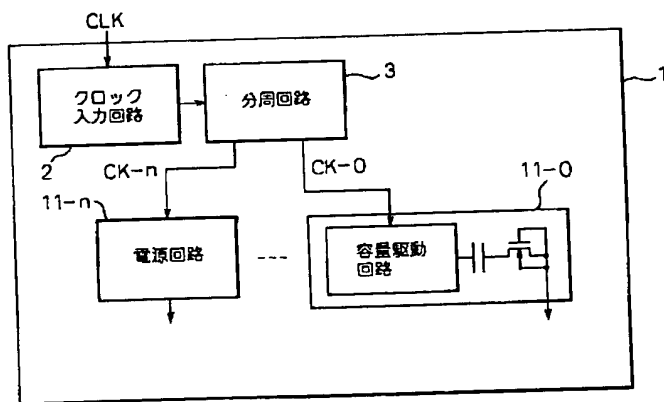 CLK
クロック
入力回路
2
分周回路
3
1
CK-n
CK-0
11-n
11-0
電源回路
容量駆動
回路